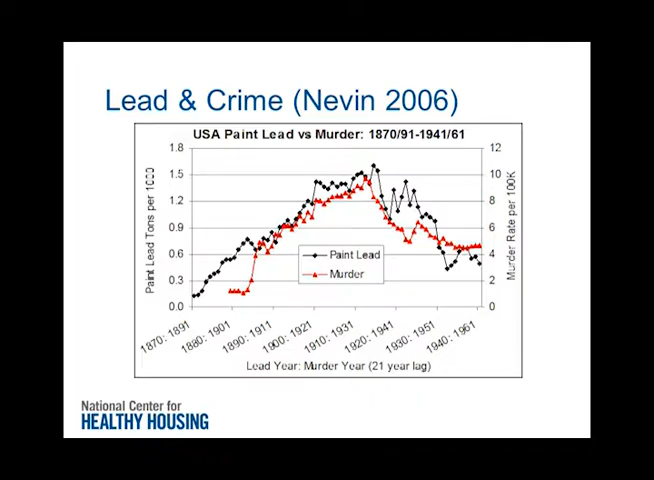 Lead & Crime (Nevin 2006)
USA Paint Lead vs Murder: 1870/91-1941/61
Paint Lead Tons per 1000
1.8
1.5
1.2
0.9
0.6
0.3
0.0
Paint Lead
Murder
12
10
8
6
4
2
0
Murder Rate per 100K
1870: 1891
1880: 1901
1890: 1911
1900: 1921
1910: 1931
1920: 1941
1930: 1951
1940: 1961
Lead Year: Murder Year (21 year lag)
National Center for
HEALTHY HOUSING